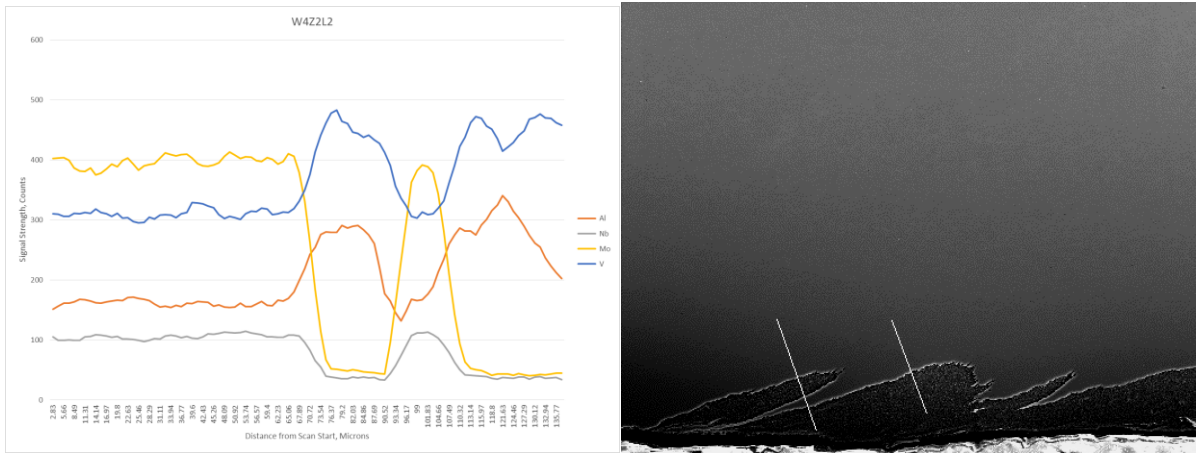 W4Z2L2
600
500
400
300
200
100
0
Signal Strength, Counts
2.83 5.66 8.49 11.31 14.14 16.97 19.8 22.63 25.46 28.29 31.11 33.94 36.77 39.6 42.43 45.26 48.09 50.92 53.74 56.57 59.4 62.23 65.06 67.89 70.72 73.54 76.37 79.2 82.03 84.86 87.69 90.52 93.34 96.17 99 101.83 104.66 107.49 110.32 113.14 115.97 118.8 121.63 124.46 127.29 130.12 132.94 135.77
Distance from Scan Start, Microns
Al
Nb
Mo
V